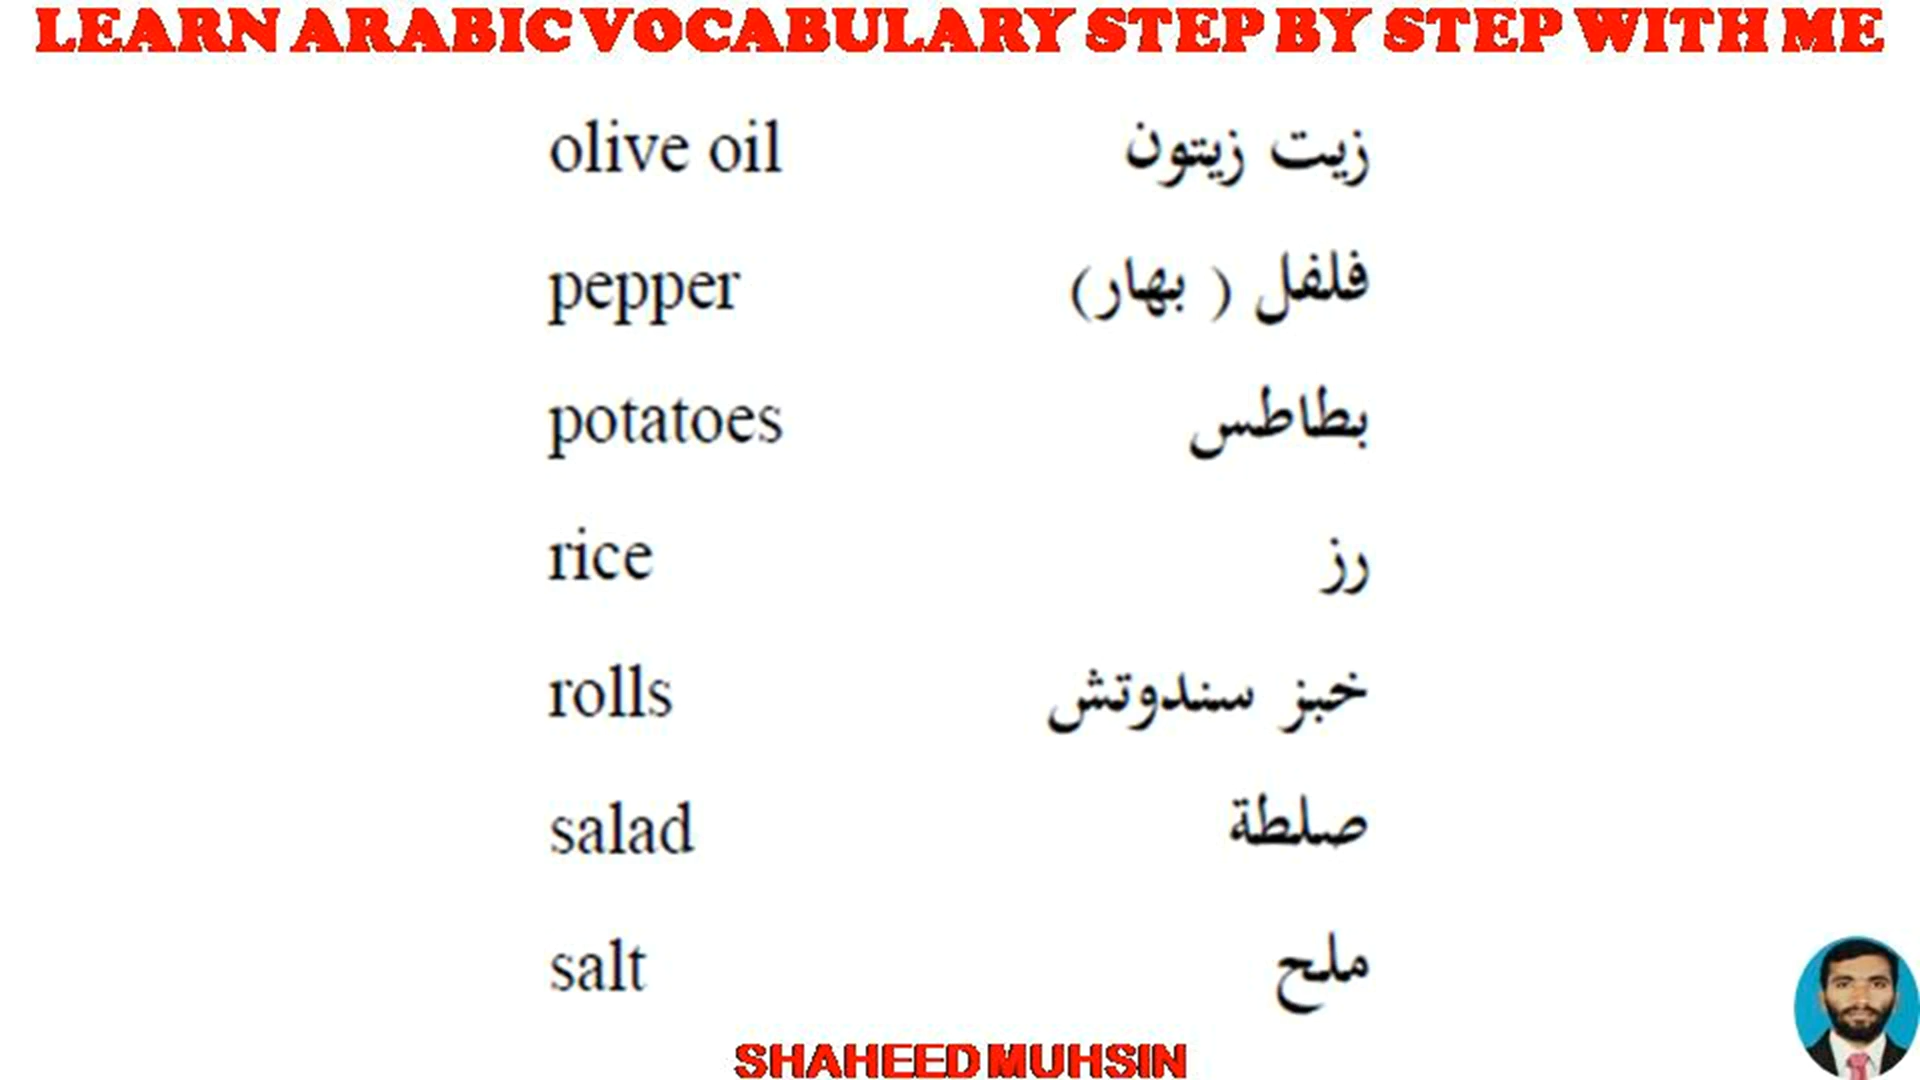 LEARN ARABIC VOCABULARY STEP BY STEP WITH ME
olive oil زيت زيتون
pepper فلفل ( بهار)
potatoes بطاطس
rice رز
rolls خبز سندوتش
salad صلطة
salt ملح
SHAHEED MUHSIN